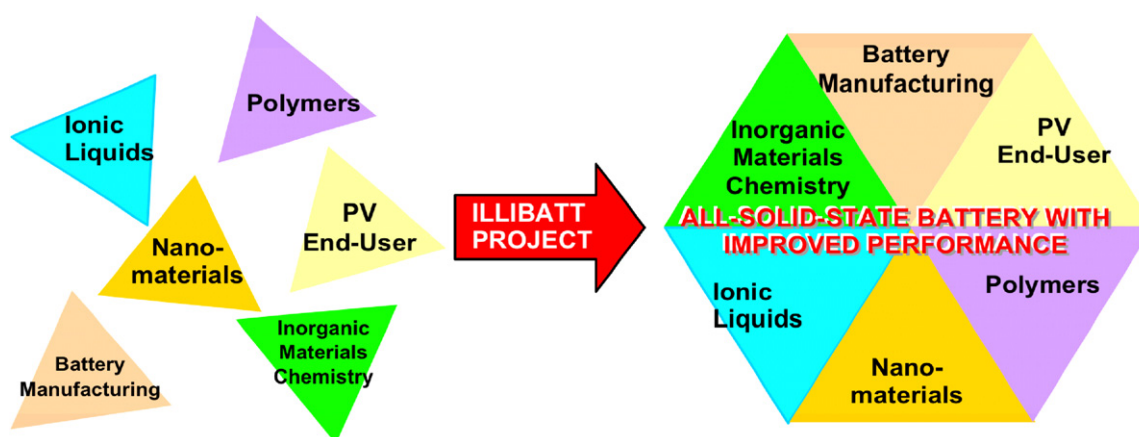 Polymers
Ionic
Liquids
PV
End-User
Nano-
materials
Inorganic
Materials
Chemistry
Battery
Manufacturing
ILLIBATT
PROJECT
Battery
Manufacturing
Inorganic
Materials
Chemistry
PV
End-User
ALL-SOLID-STATE BATTERY WITH
IMPROVED PERFORMANCE
Ionic
Liquids
Polymers
Nano-
materials